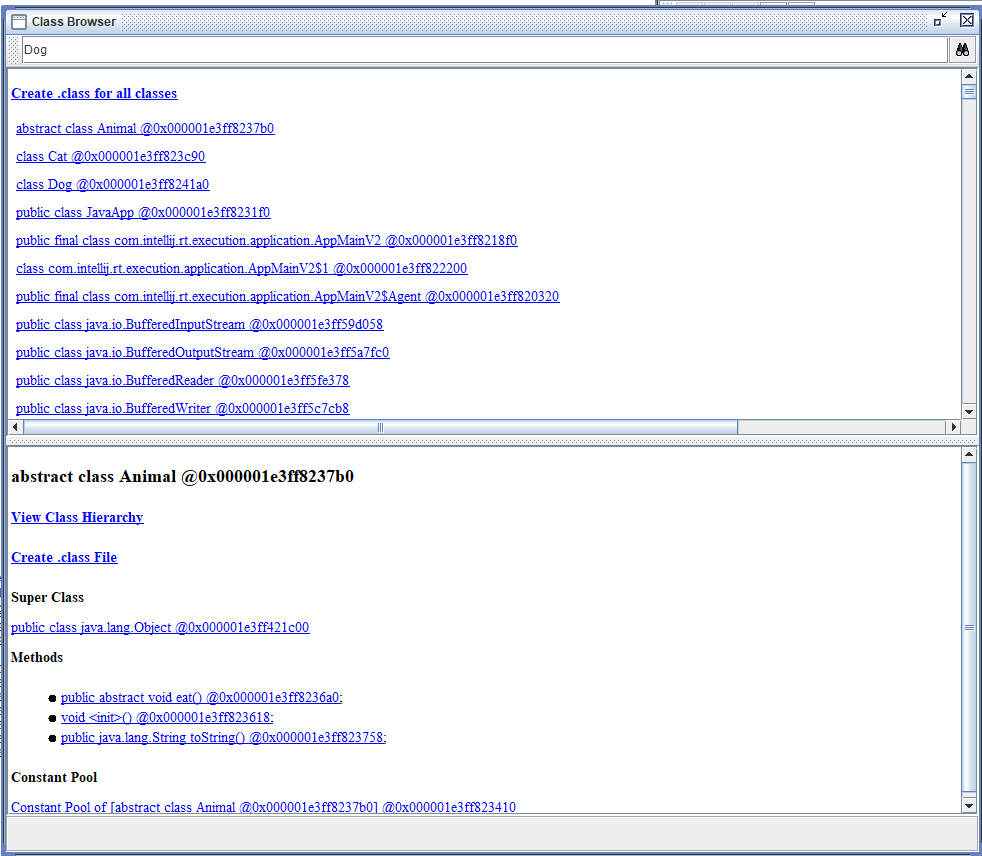 Class Browser
Dog
Create .class for all classes
abstract class Animal @0x000001e3ff8237b0
class Cat @0x000001e3ff823c90
class Dog @0x000001e3ff8241a0
public class JavaApp @0x000001e3ff8231f0
public final class com.intellij.rt.execution.application.AppMainV2 @0x000001e3ff8218f0
class com.intellij.rt.execution.application.AppMainV2$1 @0x000001e3ff822200
public final class com.intellij.rt.execution.application.AppMainV2$Agent @0x000001e3ff820320
public class java.io.BufferedInputStream @0x000001e3ff59d058
public class java.io.BufferedOutputStream @0x000001e3ff5a7fc0
public class java.io.BufferedReader @0x000001e3ff5fe378
public class java.io.BufferedWriter @0x000001e3ff5c7cb8
abstract class Animal @0x000001e3ff8237b0
View Class Hierarchy
Create .class File
Super Class
public class java.lang.Object @0x000001e3ff421c00
Methods
public abstract void eat() @0x000001e3ff8236a0;
void <init>() @0x000001e3ff823618;
public java.lang.String toString() @0x000001e3ff823758;
Constant Pool
Constant Pool of [abstract class Animal @0x000001e3ff8237b0] @0x000001e3ff823410